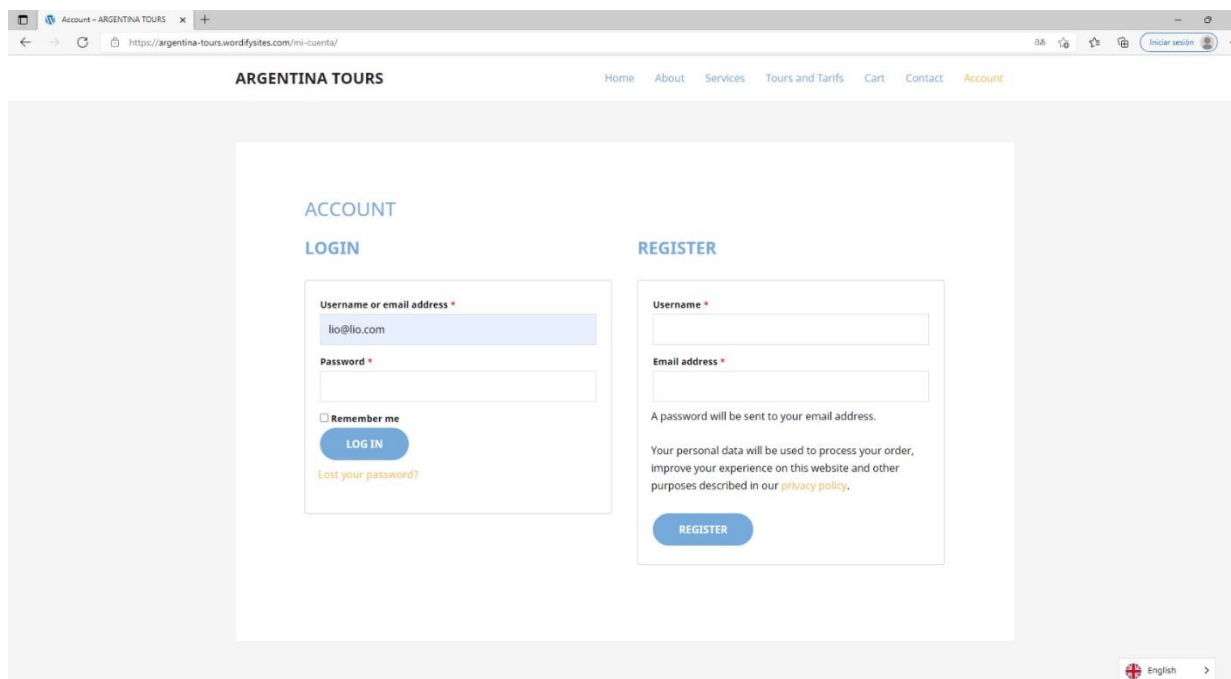 Account – ARGENTINA TOURS
https://argentina-tours.wordifysites.com/mi-cuenta/
Iniciar sesión
ARGENTINA TOURS
Home About Services Tours and Tarifs Cart Contact Account
ACCOUNT
LOGIN
Username or email address *
lio@lio.com
Password *
Remember me
LOG IN
Lost your password?
REGISTER
Username *
Email address *
A password will be sent to your email address.
Your personal data will be used to process your order,
improve your experience on this website and other
purposes described in our privacy policy.
REGISTER
English